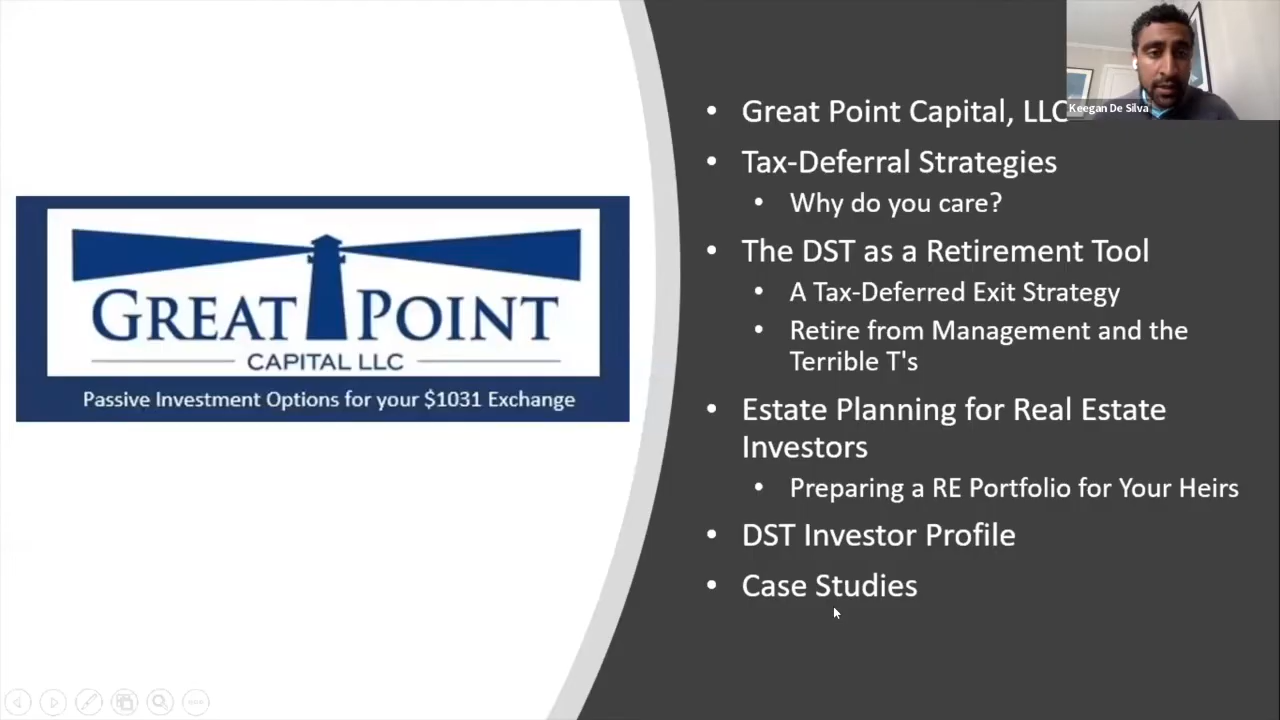 GREAT POINT
CAPITAL LLC
Passive Investment Options for your $1031 Exchange
Keegan De Silva
• Great Point Capital, LLC
• Tax-Deferral Strategies
• Why do you care?
• The DST as a Retirement Tool
• A Tax-Deferred Exit Strategy
• Retire from Management and the
Terrible T's
• Estate Planning for Real Estate
Investors
• Preparing a RE Portfolio for Your Heirs
• DST Investor Profile
• Case Studies